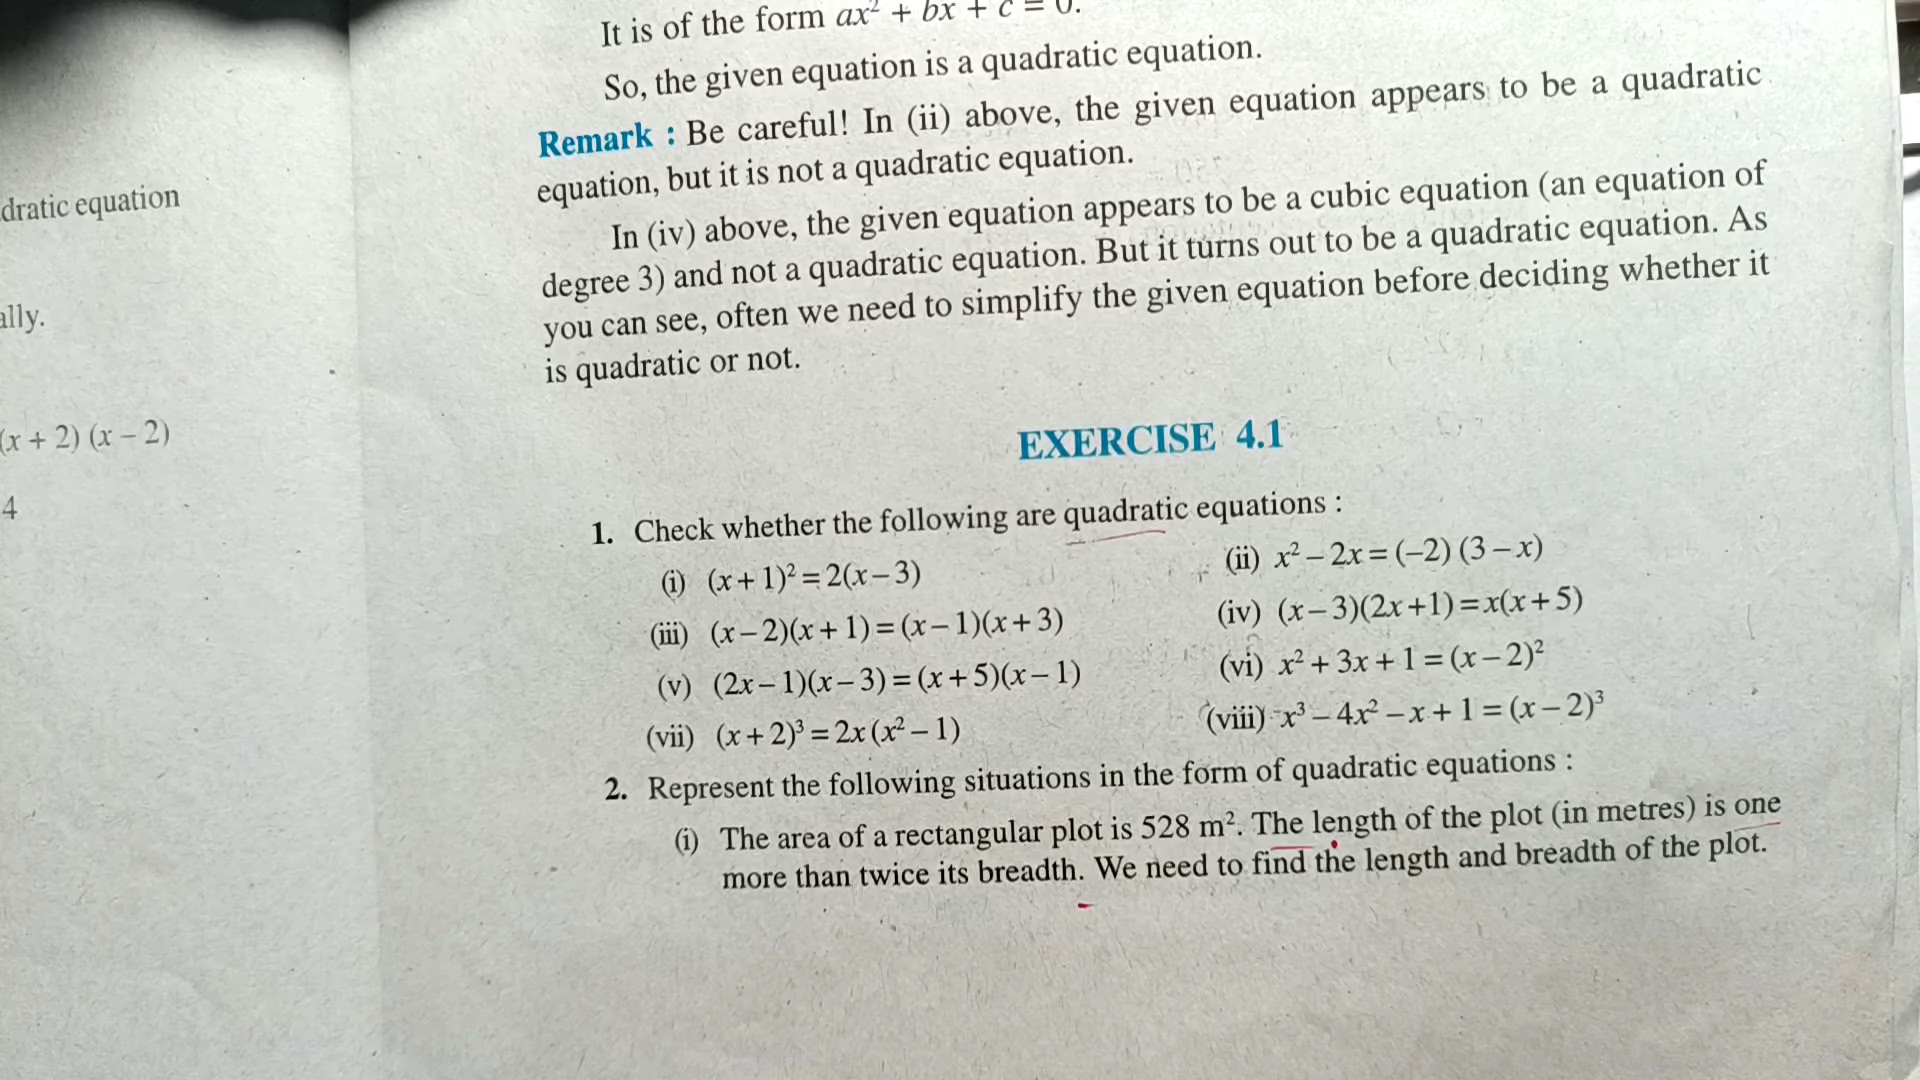 dratic equation
ally.
(x + 2) (x – 2)
4
It is of the form ax² + bx + c = 0.
So, the given equation is a quadratic equation.
Remark : Be careful! In (ii) above, the given equation appears to be a quadratic
equation, but it is not a quadratic equation.
In (iv) above, the given equation appears to be a cubic equation (an equation of
degree 3) and not a quadratic equation. But it turns out to be a quadratic equation. As
you can see, often we need to simplify the given equation before deciding whether it
is quadratic or not.
EXERCISE 4.1
1. Check whether the following are quadratic equations :
(i) (x + 1)² = 2(x – 3) (ii) x² – 2x = (–2) (3 – x)
(iii) (x – 2)(x + 1) = (x – 1)(x + 3) (iv) (x – 3)(2x +1) = x(x + 5)
(v) (2x – 1)(x – 3) = (x + 5)(x – 1) (vi) x² + 3x + 1 = (x – 2)²
(vii) (x + 2)³ = 2x (x² – 1) (viii) x³ – 4x² – x + 1 = (x – 2)³
2. Represent the following situations in the form of quadratic equations :
(i) The area of a rectangular plot is 528 m². The length of the plot (in metres) is one
more than twice its breadth. We need to find the length and breadth of the plot.